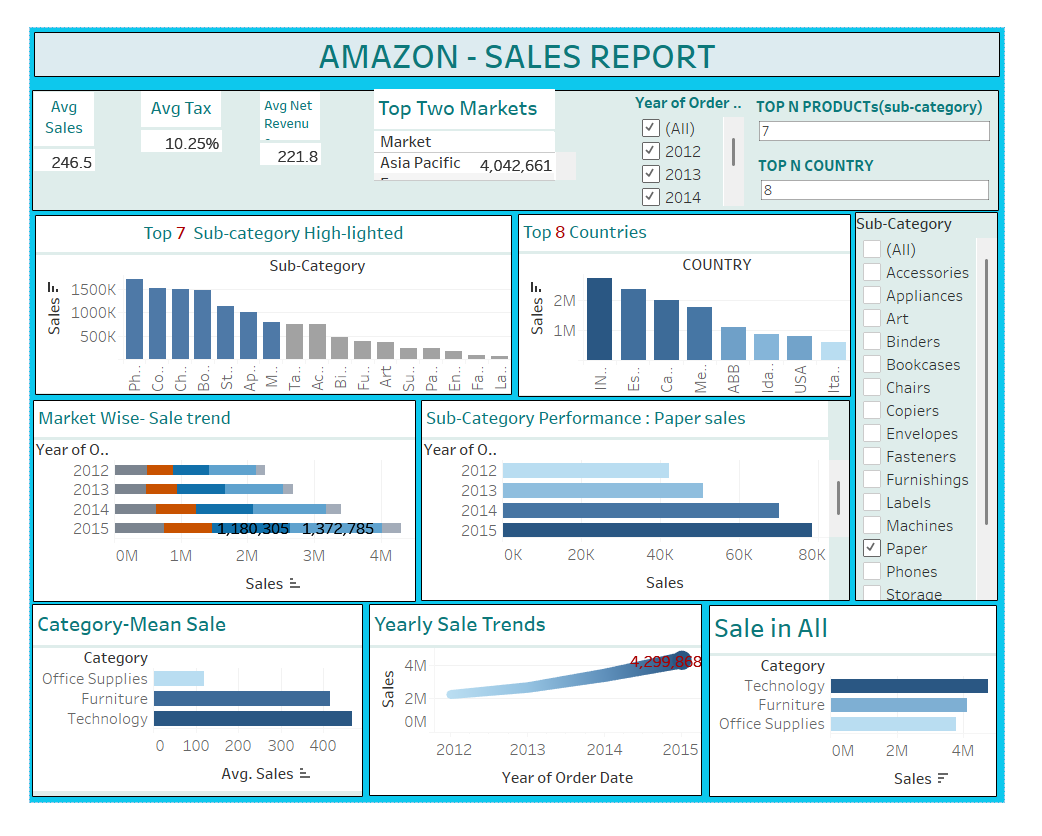 AMAZON - SALES REPORT
Avg
Sales
246.5
Avg Tax
10.25%
Avg Net
Revenu
221.8
Top Two Markets
Market
Asia Pacific 4,042,661
Year of Order ..
(All)
2012
2013
2014
TOP N PRODUCTs(sub-category)
7
TOP N COUNTRY
8
Top 7 Sub-category High-lighted
Sub-Category
Sales
1500K
1000K
500K
Ph..
Co..
Ch..
Bo..
St..
Ap..
M..
Ta..
Ac..
Bi..
Fu..
Art
Su..
Pa..
En..
Fa..
La..
Top 8 Countries
COUNTRY
Sales
2M
1M
IN..
Es..
Ca..
Me..
ABB
Ida..
USA
Ita..
Sub-Category
(All)
Accessories
Appliances
Art
Binders
Bookcases
Chairs
Copiers
Envelopes
Fasteners
Furnishings
Labels
Machines
Paper
Phones
Storage
Market Wise- Sale trend
Year of O..
2012
2013
2014
2015
1,180,305 1,372,785
0M 1M 2M 3M 4M
Sales
Sub-Category Performance : Paper sales
Year of O..
2012
2013
2014
2015
0K 20K 40K 60K 80K
Sales
Category-Mean Sale
Category
Office Supplies
Furniture
Technology
0 100 200 300 400
Avg. Sales
Yearly Sale Trends
Sales
4M
2M
0M
4,299,868
2012 2013 2014 2015
Year of Order Date
Sale in All
Category
Technology
Furniture
Office Supplies
0M 2M 4M
Sales